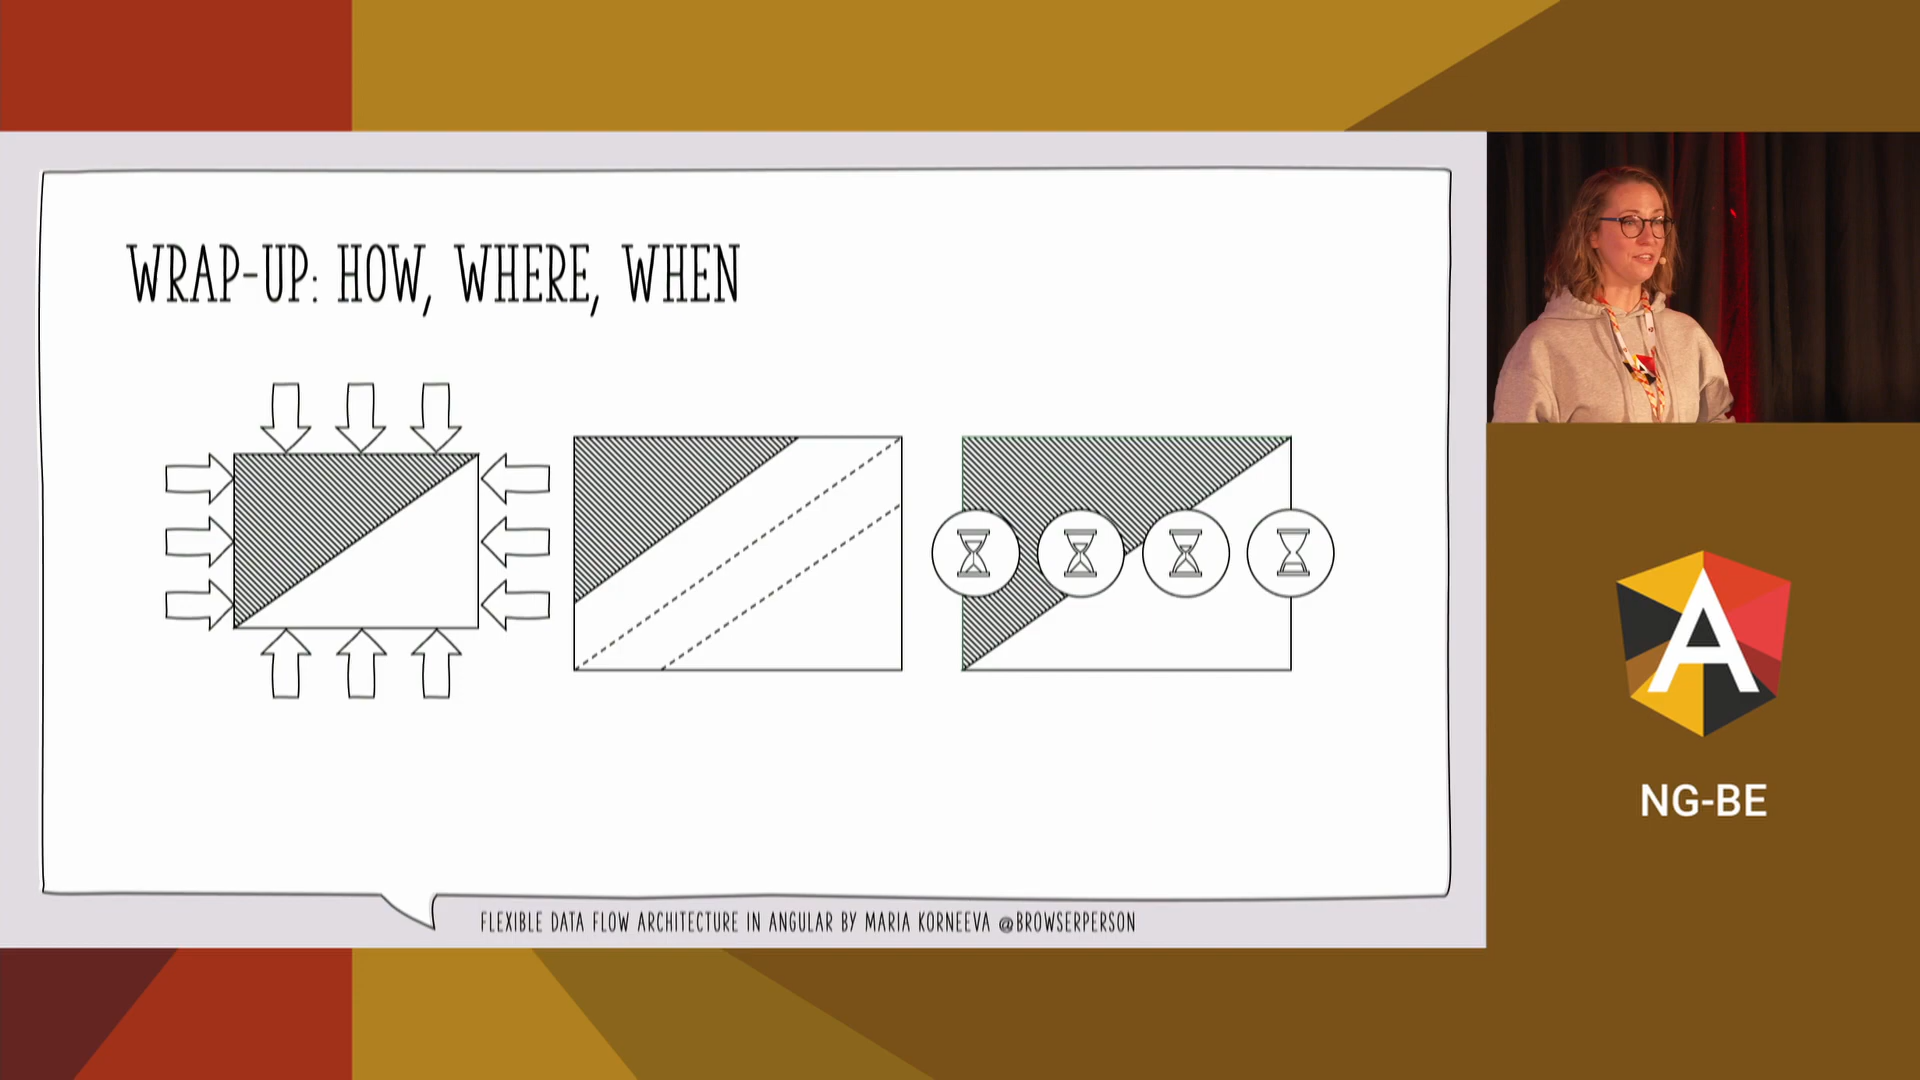 WRAP-UP: HOW, WHERE, WHEN
FLEXIBLE DATA FLOW ARCHITECTURE IN ANGULAR BY MARIA KORNEEVA @BROWSERPERSON
A
NG-BE